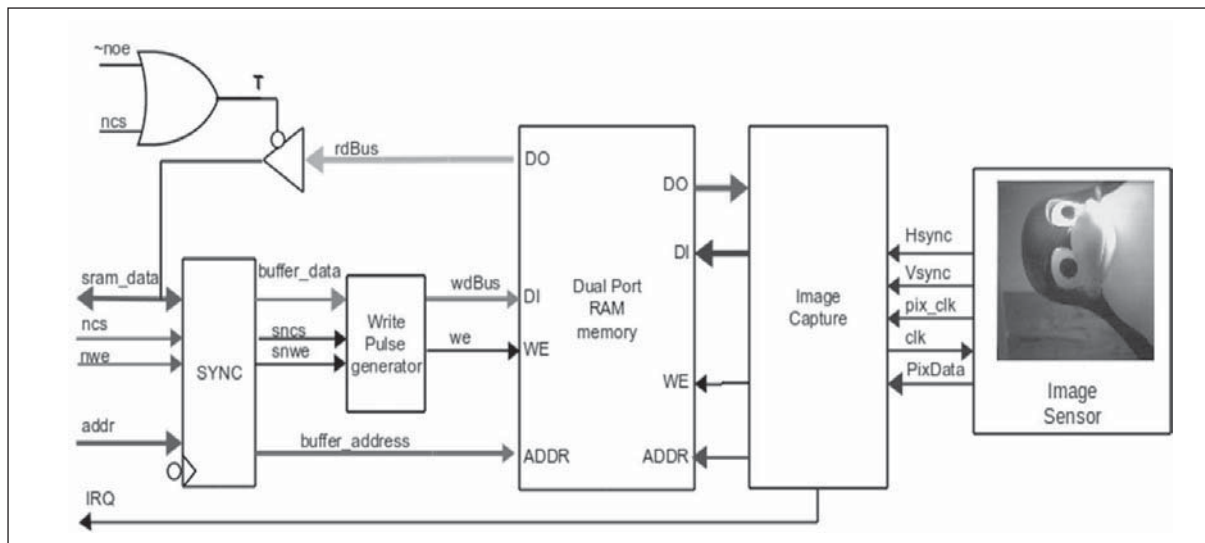 ~noe
T
ncs
rdBus
DO
DO
sram_data
buffer_data
wdBus
DI
DI
Hsync
Vsync
pix_clk
clk
PixData
ncs
nwe
sncs
snwe
Write
Pulse
generator
we
WE
Dual Port
RAM
memory
Image
Capture
SYNC
WE
Image
Sensor
addr
buffer_address
ADDR
ADDR
IRQ